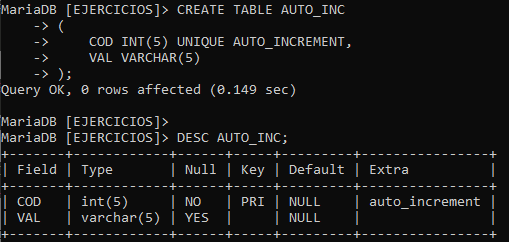 MariaDB [EJERCICIOS]> CREATE TABLE AUTO_INC
    -> (
    ->     COD INT(5) UNIQUE AUTO_INCREMENT,
    ->     VAL VARCHAR(5)
    -> );
Query OK, 0 rows affected (0.149 sec)

MariaDB [EJERCICIOS]>
MariaDB [EJERCICIOS]> DESC AUTO_INC;
+-------+------------+------+-----+---------+----------------+
| Field | Type       | Null | Key | Default | Extra          |
+-------+------------+------+-----+---------+----------------+
| COD   | int(5)     | NO   | PRI | NULL    | auto_increment |
| VAL   | varchar(5) | YES  |     | NULL    |                |
+-------+------------+------+-----+---------+----------------+